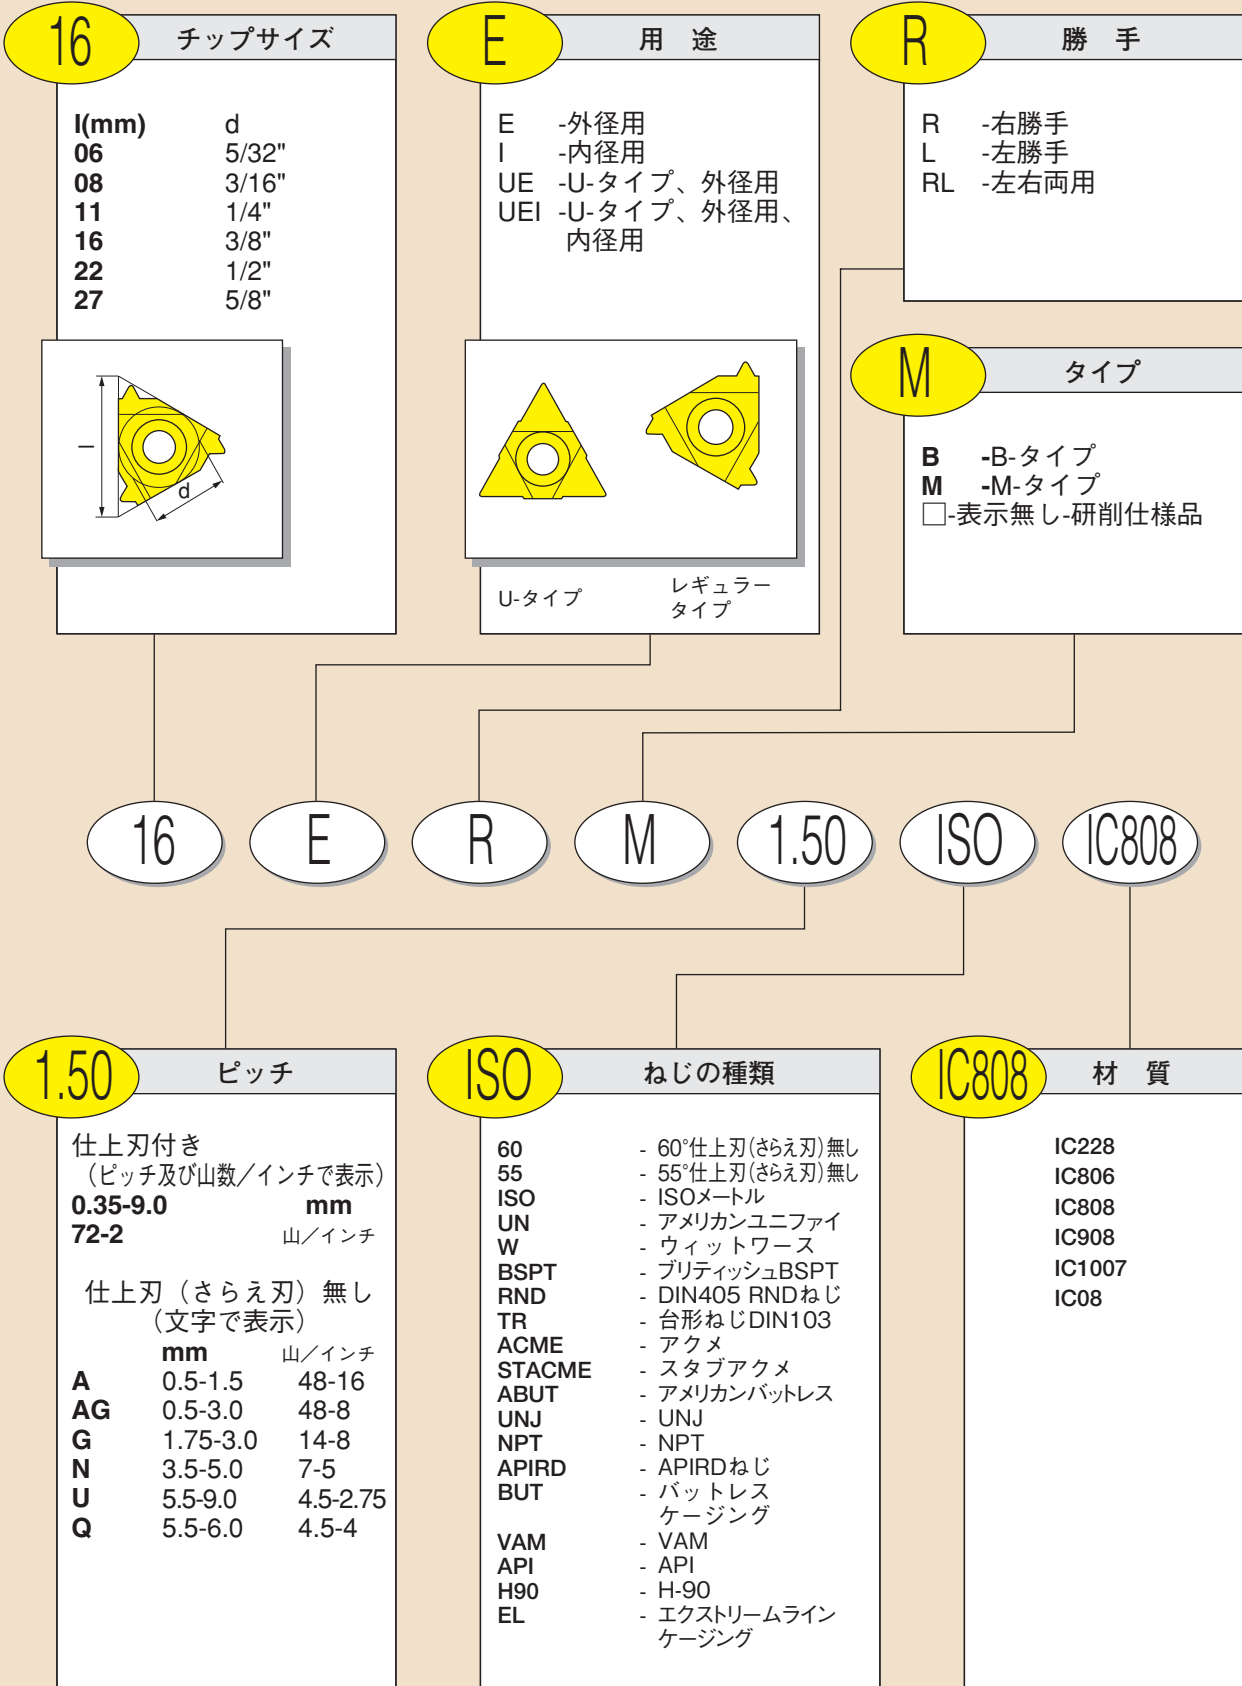 16 チップサイズ
l(mm) d
06 5/32"
08 3/16"
11 1/4"
16 3/8"
22 1/2"
27 5/8"
l
d
E 用 途
E -外径用
I -内径用
UE -U-タイプ、外径用
UEI -U-タイプ、外径用、
内径用
U-タイプ
レギュラー
タイプ
R 勝 手
R -右勝手
L -左勝手
RL -左右両用
M タイプ
B -B-タイプ
M -M-タイプ
□-表示無し-研削仕様品
16 E R M 1.50 ISO IC808
1.50 ピッチ
仕上刃付き
(ピッチ及び山数/インチで表示)
0.35-9.0 mm
72-2 山/インチ
仕上刃(さらえ刃)無し
(文字で表示)
mm 山/インチ
A 0.5-1.5 48-16
AG 0.5-3.0 48-8
G 1.75-3.0 14-8
N 3.5-5.0 7-5
U 5.5-9.0 4.5-2.75
Q 5.5-6.0 4.5-4
ISO ねじの種類
60 - 60°仕上刃(さらえ刃)無し
55 - 55°仕上刃(さらえ刃)無し
ISO - ISOメートル
UN - アメリカンユニファイ
W - ウィットワース
BSPT - ブリティッシュBSPT
RND - DIN405 RNDねじ
TR - 台形ねじDIN103
ACME - アクメ
STACME - スタブアクメ
ABUT - アメリカンバットレス
UNJ - UNJ
NPT - NPT
APIRD - APIRDねじ
BUT - バットレス
ケージング
VAM - VAM
API - API
H90 - H-90
EL - エクストリームライン
ケージング
IC808 材 質
IC228
IC806
IC808
IC908
IC1007
IC08